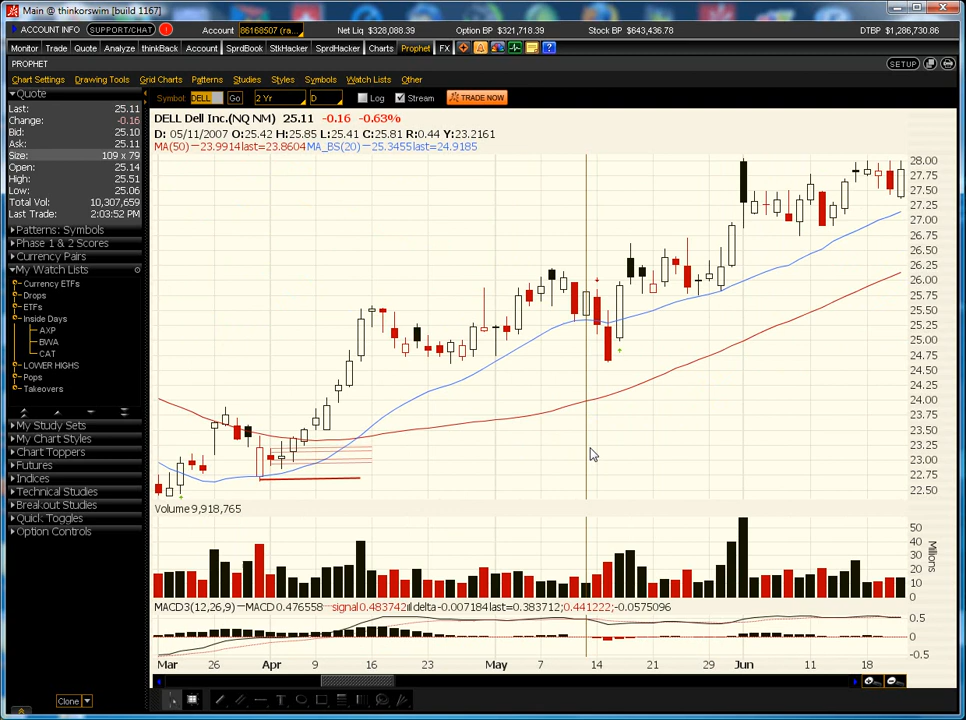 Main @ thinkorswim [build 1167]
ACCOUNT INFO SUPPORT/CHAT Account 86168507 (ra... Net Liq $328,088.39 Option BP $321,718.39 Stock BP $643,436.78 DTBP $1,286,730.86
Monitor Trade Quote Analyze thinkBack Account SprdBook StkHacker SprdHacker Charts Prophet FX
PROPHET SETUP
Chart Settings Drawing Tools Grid Charts Patterns Studies Styles Symbols Watch Lists Other
Quote
Symbol: DELL Go 2 Yr D Log Stream TRADE NOW
Last: 25.11
Change: -0.16
Bid: 25.10
Ask: 25.11
Size: 109 x 79
Open: 25.14
High: 25.51
Low: 25.06
Total Vol: 10,307,659
Last Trade: 2:03:52 PM
Patterns: Symbols
Phase 1 & 2 Scores
Currency Pairs
My Watch Lists
Currency ETFs
Drops
ETFs
Inside Days
AXP
BWA
CAT
LOWER HIGHS
Pops
Takeovers
My Study Sets
My Chart Styles
Chart Toppers
Futures
Indices
Technical Studies
Breakout Studies
Quick Toggles
Option Controls
Clone
DELL Dell Inc.(NQ NM) 25.11 -0.16 -0.63%
D: 05/11/2007 O:25.42 H:25.85 L:25.41 C:25.81 R:0.44 Y:23.2161
MA(50)—23.9914last=23.8604MA_BS(20)—25.3455last=24.9185
28.00
27.75
27.50
27.25
27.00
26.75
26.50
26.25
26.00
25.75
25.50
25.25
25.00
24.75
24.50
24.25
24.00
23.75
23.50
23.25
23.00
22.75
22.50
Volume 9,918,765
50
40
30
20
10
0
Millions
MACD3(12,26,9)—MACD0.476558 signal0.483742 delta-0.007184last=0.383712;0.441222;-0.0575096
0.5
0
-0.5
Mar 26 Apr 9 16 23 May 7 14 21 29 Jun 11 18